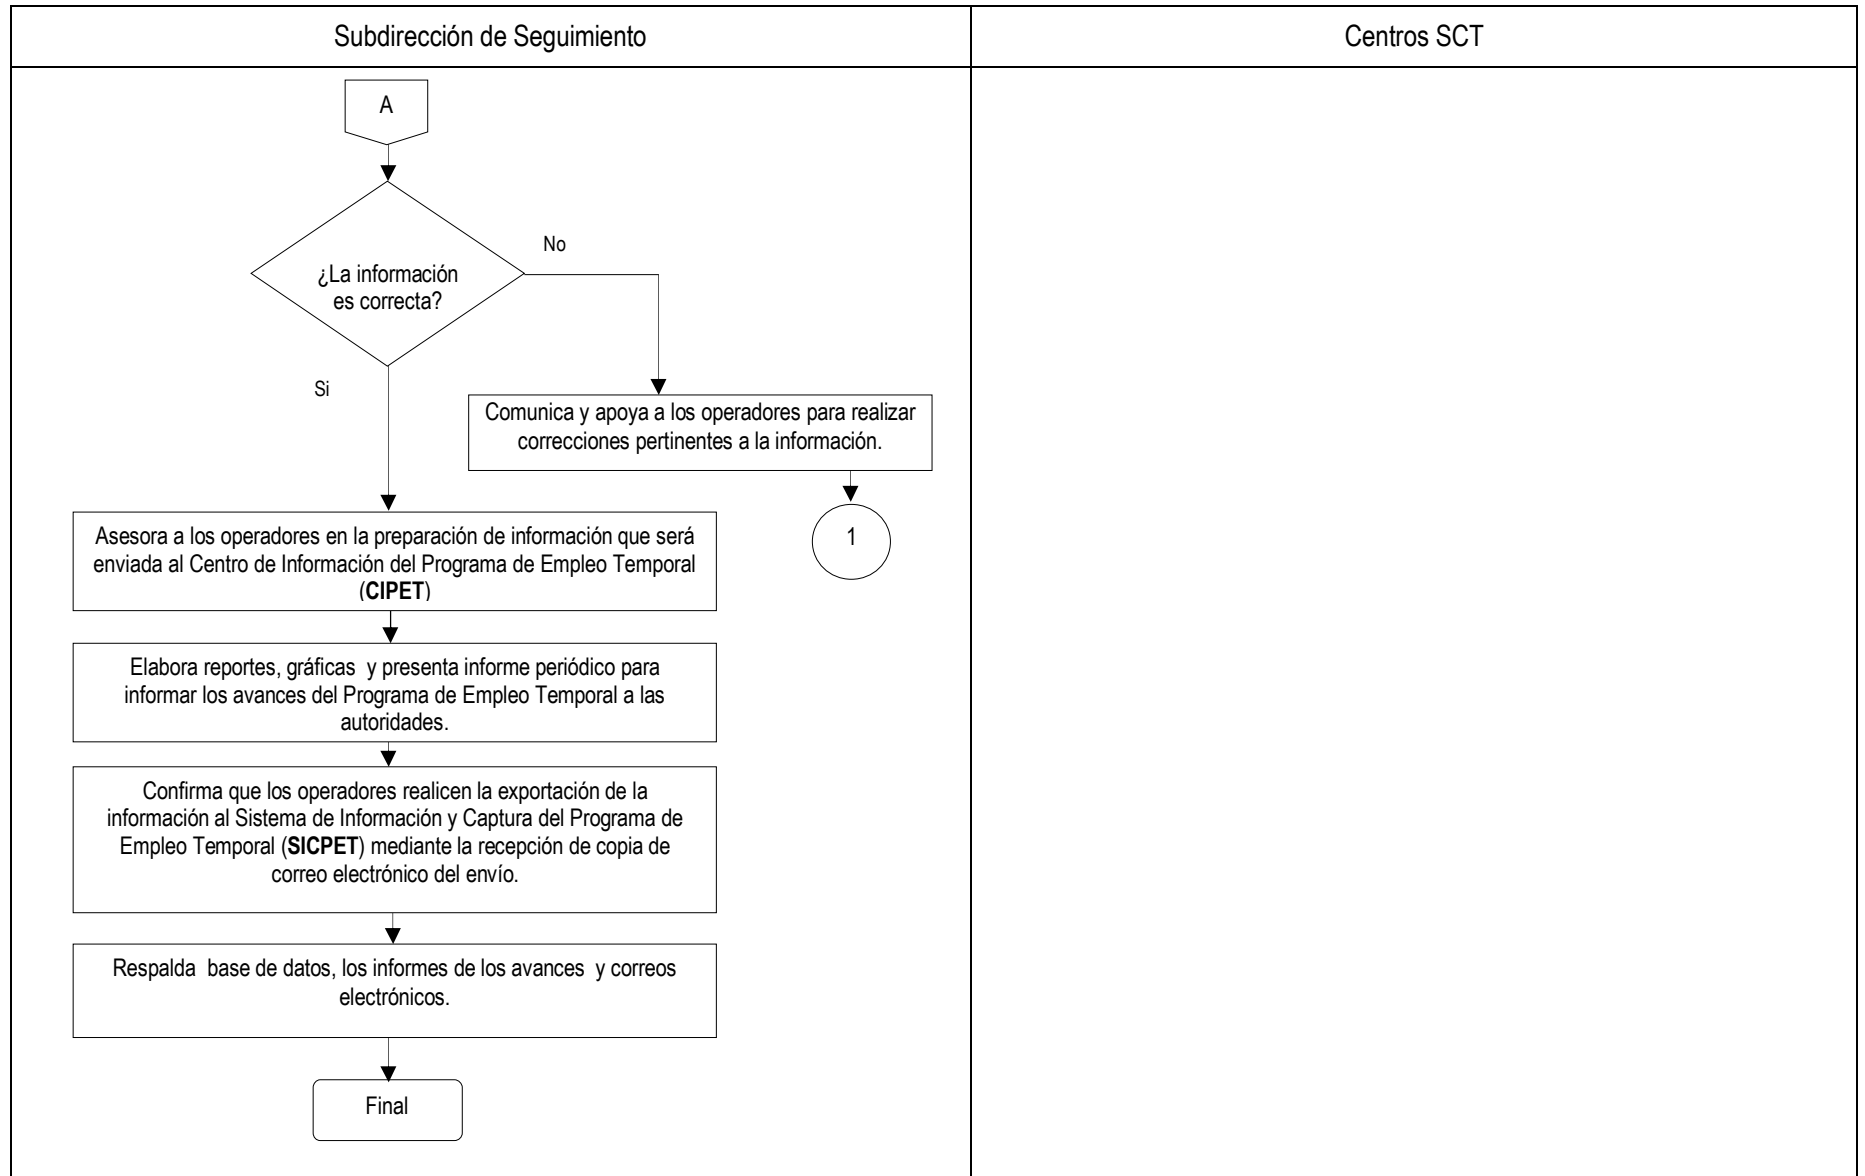 Subdirección de Seguimiento
Centros SCT
A
¿La información
es correcta?
No
Si
Comunica y apoya a los operadores para realizar
correcciones pertinentes a la información.
1
Asesora a los operadores en la preparación de información que será
enviada al Centro de Información del Programa de Empleo Temporal
(CIPET)
Elabora reportes, gráficas  y presenta informe periódico para
informar los avances del Programa de Empleo Temporal a las
autoridades.
Confirma que los operadores realicen la exportación de la
información al Sistema de Información y Captura del Programa de
Empleo Temporal (SICPET) mediante la recepción de copia de
correo electrónico del envío.
Respalda  base de datos, los informes de los avances  y correos
electrónicos.
Final